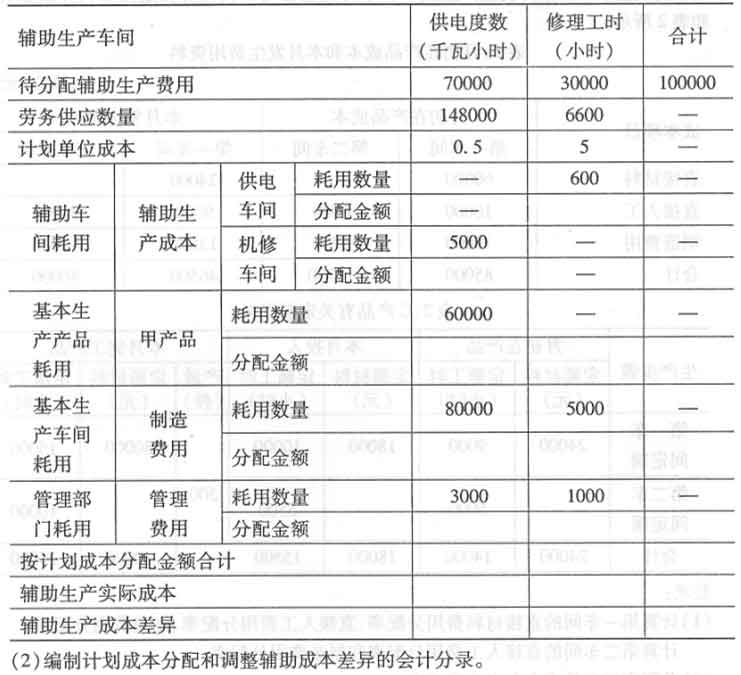 辅助生产车间 供电度数(千瓦小时) 修理工时(小时) 合计
待分配辅助生产费用 70000 30000 100000
劳务供应数量 148000 6600 —
计划单位成本 0.5 5 —
辅助车间耗用 辅助生产成本 供电车间 耗用数量 600 —
分配金额 —
机修车间 耗用数量 5000 — —
分配金额 —
基本生产产品耗用 甲产品 耗用数量 60000 — —
分配金额
基本生产车间耗用 制造费用 耗用数量 80000 5000 —
分配金额
管理部门耗用 管理费用 耗用数量 3000 1000 —
分配金额
按计划成本分配金额合计
辅助生产实际成本
辅助生产成本差异
(2)编制计划成本分配和调整辅助成本差异的会计分录。